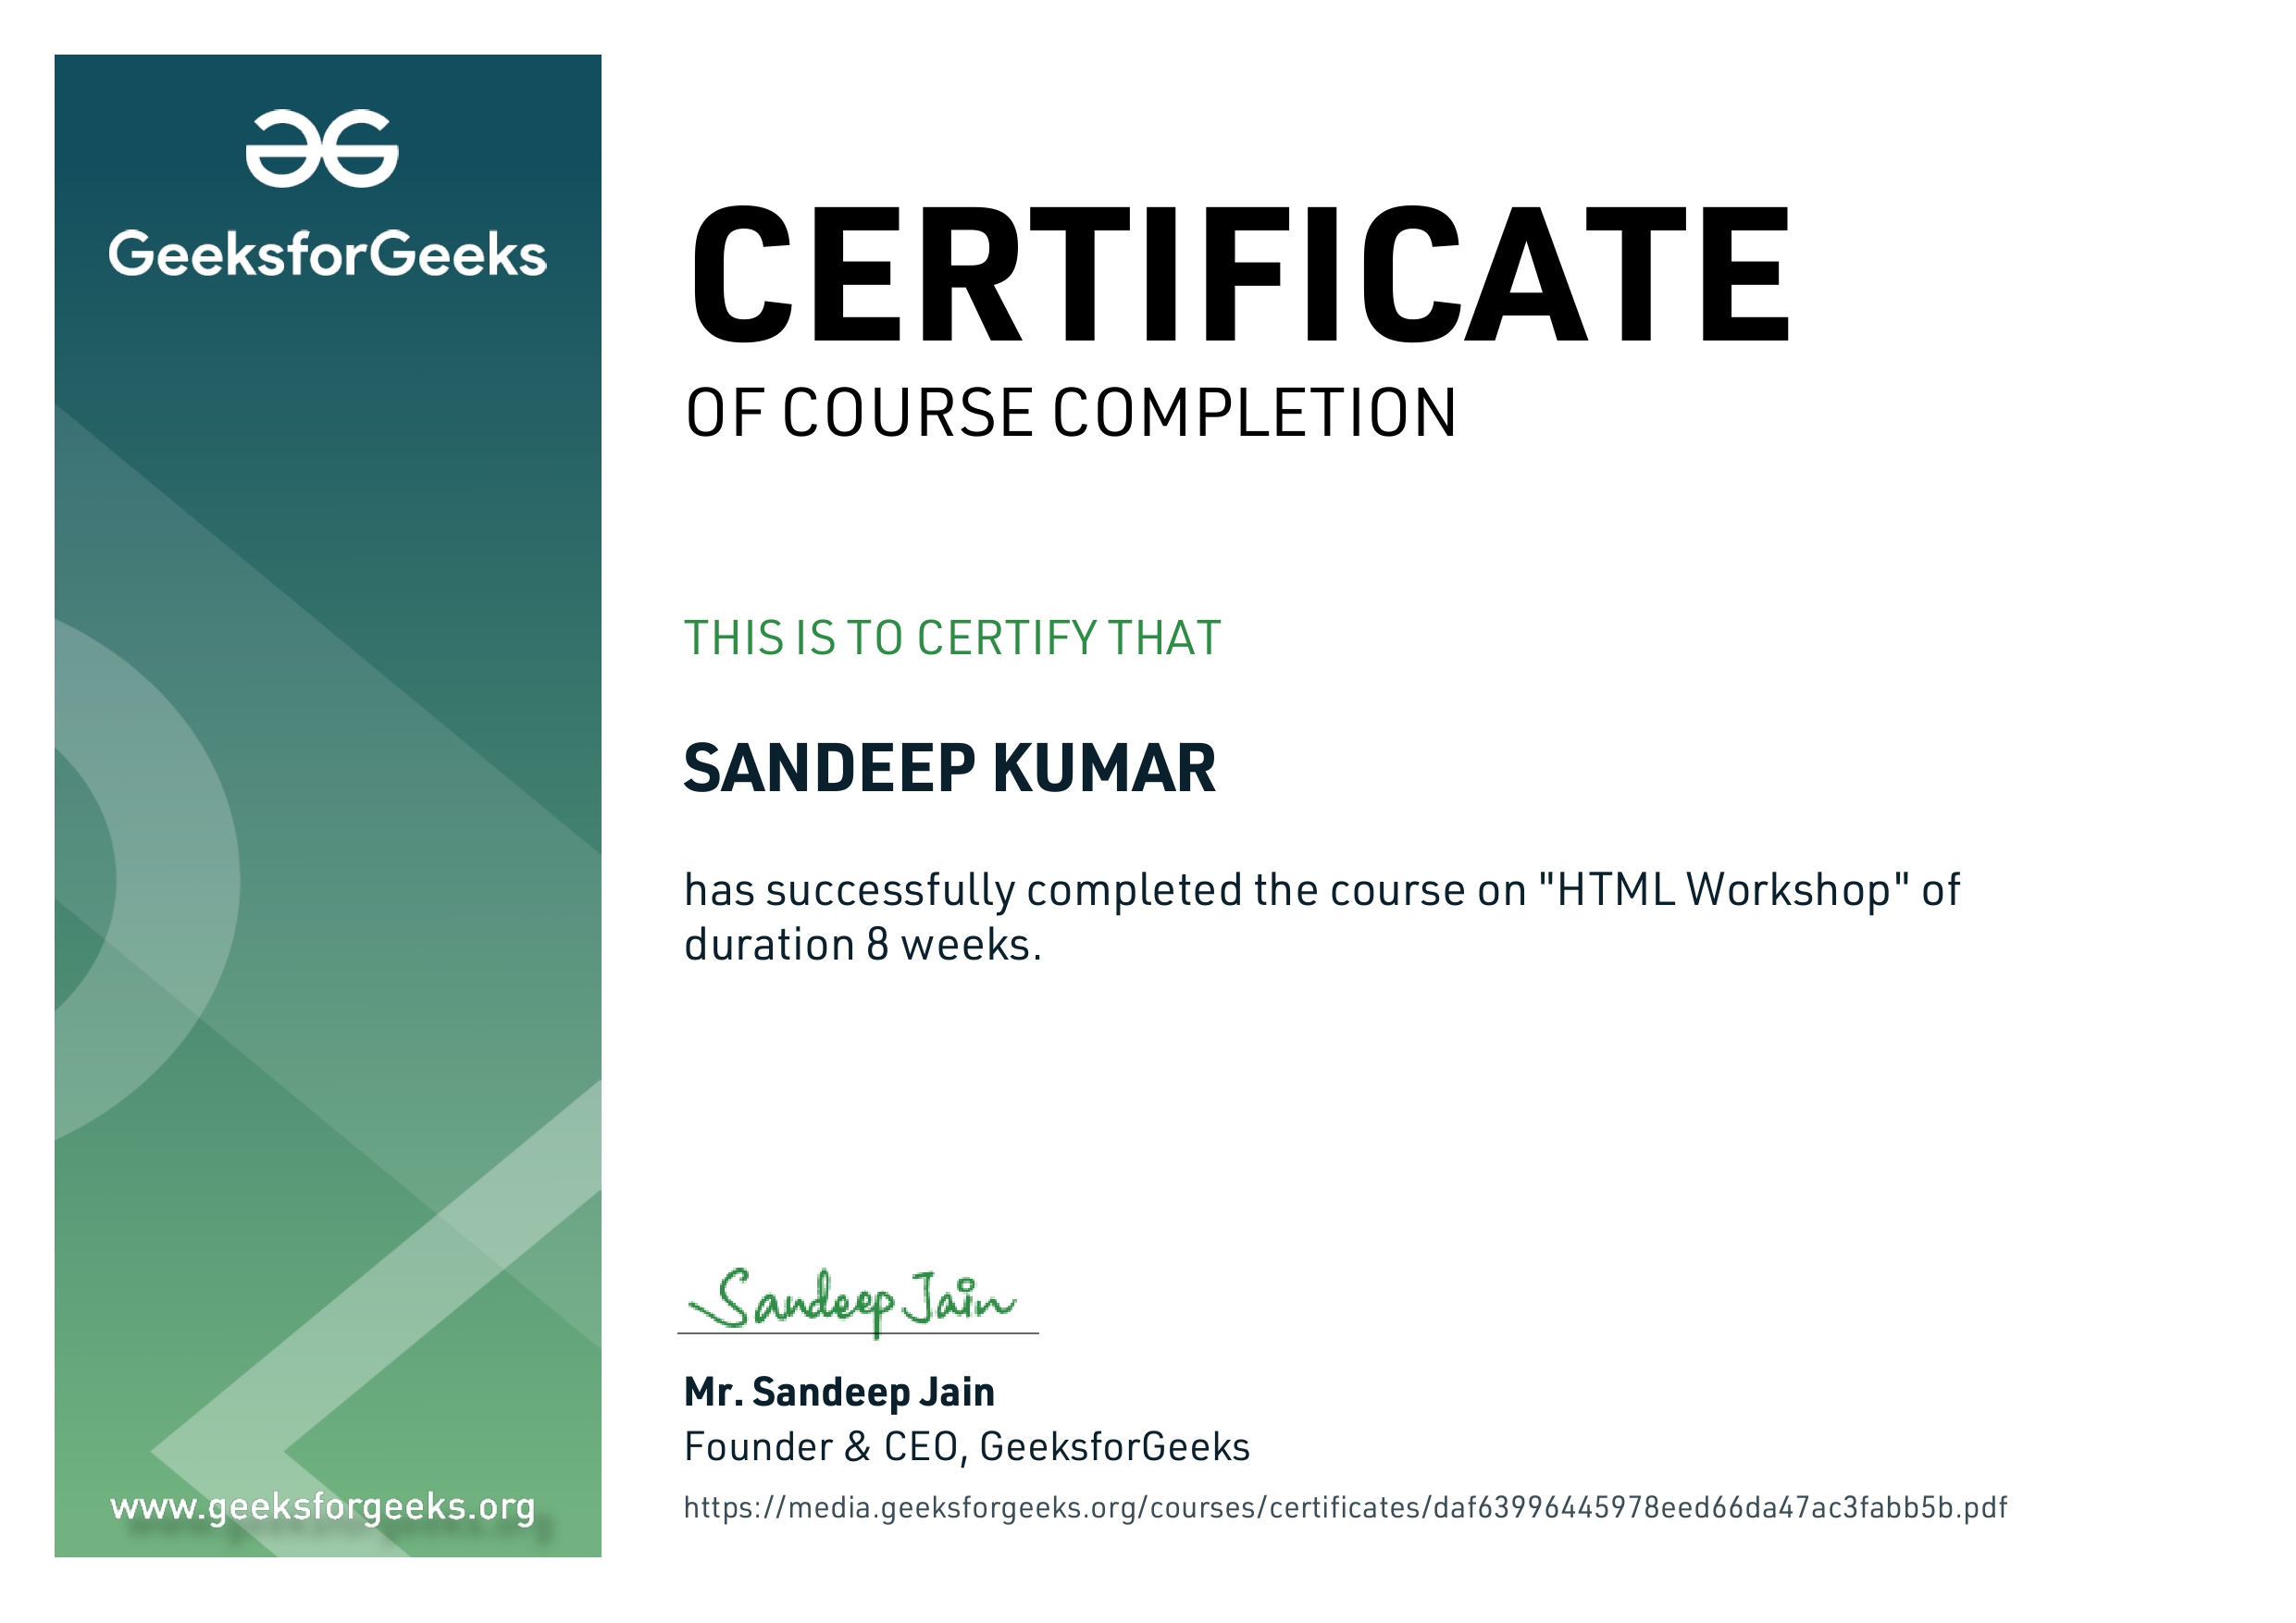 GeeksforGeeks
CERTIFICATE
OF COURSE COMPLETION
THIS IS TO CERTIFY THAT
SANDEEP KUMAR
has successfully completed the course on "HTML Workshop" of
duration 8 weeks.
Sandeep Jain
Mr. Sandeep Jain
Founder & CEO, GeeksforGeeks
https://media.geeksforgeeks.org/courses/certificates/daf63996445978eed66da47ac3fabb5b.pdf
www.geeksforgeeks.org